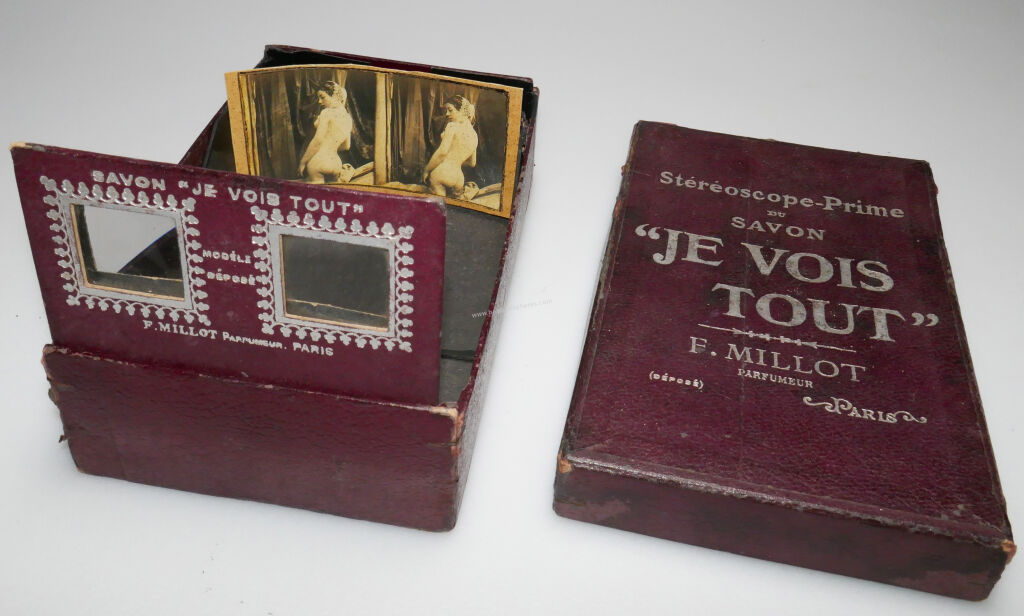 SAVON "JE VOIS TOUT"
MODÈLE
DÉPOSÉ
F. MILLOT PARFUMEUR. PARIS
Stéréoscope-Prime
DU
SAVON
"JE VOIS
TOUT"
F. MILLOT
PARFUMEUR
(DÉPOSÉ)
PARIS